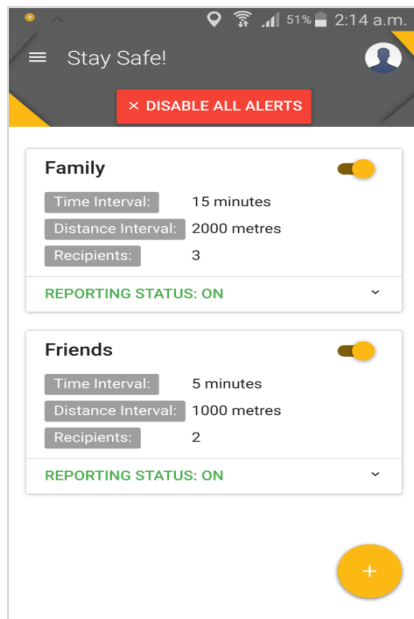 51% 2:14 a.m.
Stay Safe!
× DISABLE ALL ALERTS
Family
Time Interval: 15 minutes
Distance Interval: 2000 metres
Recipients: 3
REPORTING STATUS: ON
Friends
Time Interval: 5 minutes
Distance Interval: 1000 metres
Recipients: 2
REPORTING STATUS: ON
+